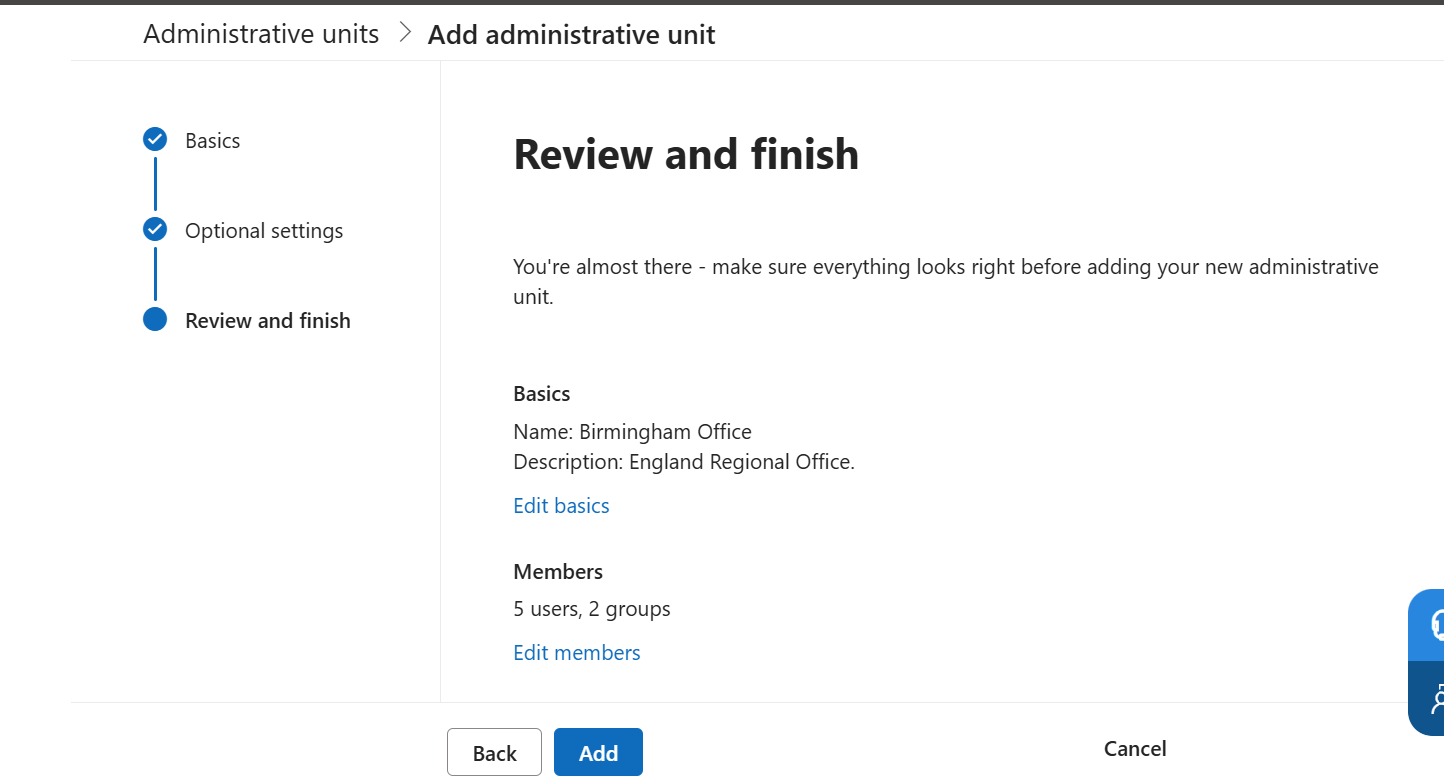 Administrative units > Add administrative unit
Basics
Optional settings
Review and finish
Review and finish
You're almost there - make sure everything looks right before adding your new administrative
unit.
Basics
Name: Birmingham Office
Description: England Regional Office.
Edit basics
Members
5 users, 2 groups
Edit members
Back
Add
Cancel